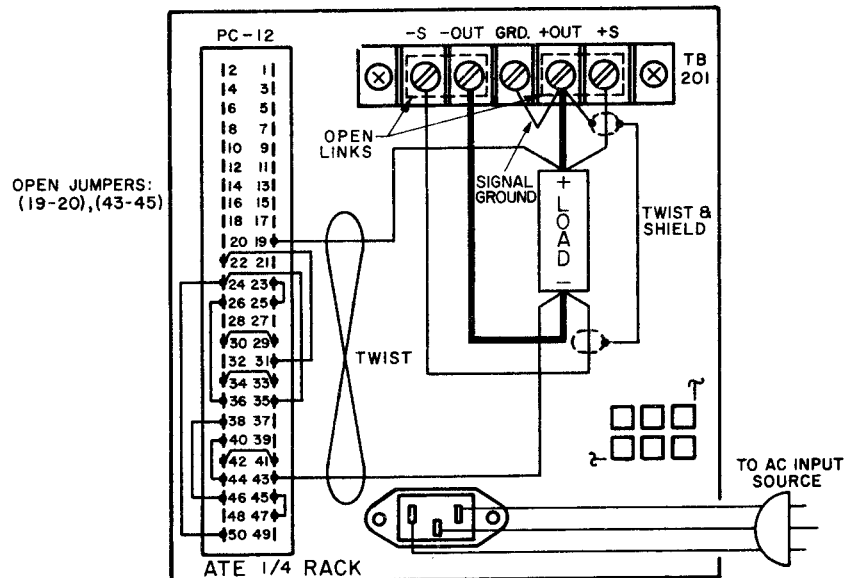 PC-12
-S -OUT GRD. +OUT +S
TB
201
2 1
4 3
6 5
8 7
10 9
12 11
14 13
16 15
18 17
20 19
22 21
24 23
26 25
28 27
30 29
32 31
34 33
36 35
38 37
40 39
42 41
44 43
46 45
48 47
50 49
OPEN JUMPERS:
(19-20),(43-45)
OPEN
LINKS
SIGNAL
GROUND
+
LOAD
-
TWIST &
SHIELD
TWIST
TO AC INPUT
SOURCE
ATE 1/4 RACK